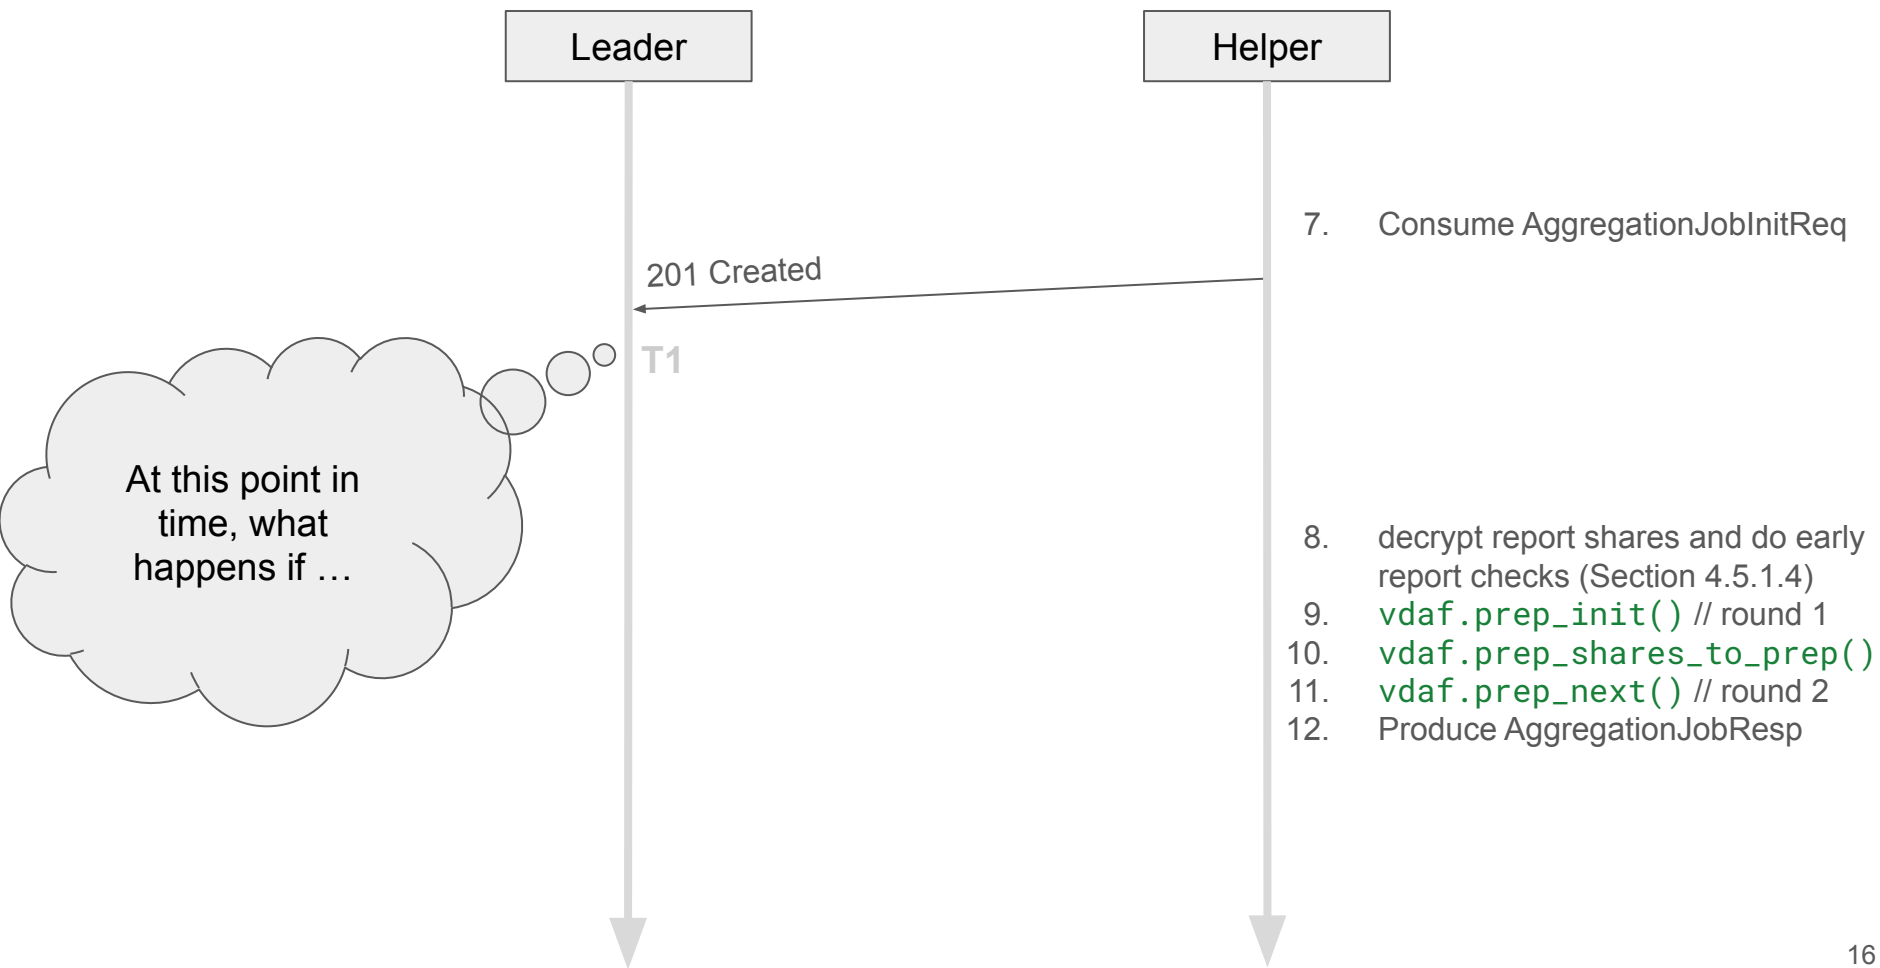 Leader
Helper
7. Consume AggregationJobInitReq
201 Created
T1
At this point in
time, what
happens if …
8. decrypt report shares and do early
report checks (Section 4.5.1.4)
9. vdaf.prep_init() // round 1
10. vdaf.prep_shares_to_prep()
11. vdaf.prep_next() // round 2
12. Produce AggregationJobResp
16